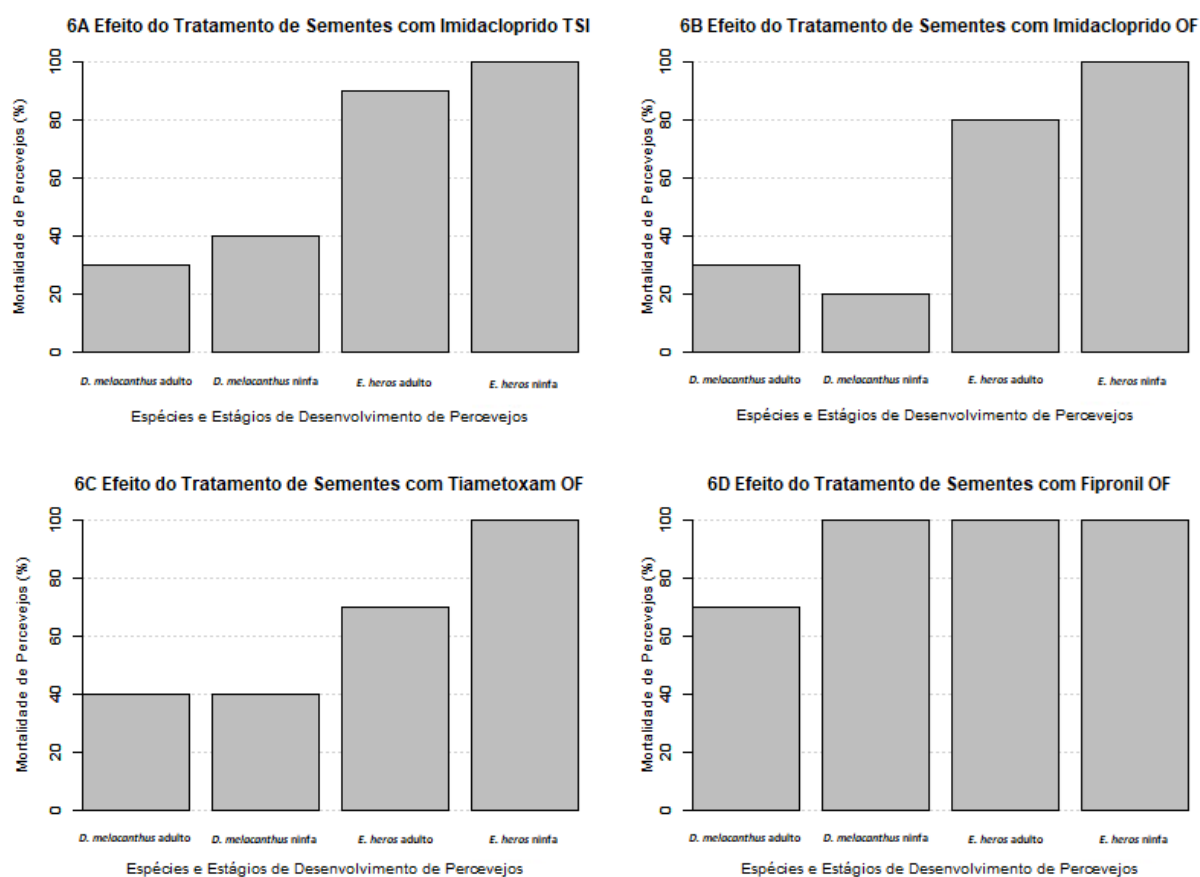 6A Efeito do Tratamento de Sementes com Imidacloprido TSI
Mortalidade de Percevejos (%)
100
80
60
40
20
0
D. melacanthus adulto
D. melacanthus ninfa
E. heros adulto
E. heros ninfa
Espécies e Estágios de Desenvolvimento de Percevejos
6B Efeito do Tratamento de Sementes com Imidacloprido OF
Mortalidade de Percevejos (%)
100
80
60
40
20
0
D. melacanthus adulto
D. melacanthus ninfa
E. heros adulto
E. heros ninfa
Espécies e Estágios de Desenvolvimento de Percevejos
6C Efeito do Tratamento de Sementes com Tiametoxam OF
Mortalidade de Percevejos (%)
100
80
60
40
20
0
D. melacanthus adulto
D. melacanthus ninfa
E. heros adulto
E. heros ninfa
Espécies e Estágios de Desenvolvimento de Percevejos
6D Efeito do Tratamento de Sementes com Fipronil OF
Mortalidade de Percevejos (%)
100
80
60
40
20
0
D. melacanthus adulto
D. melacanthus ninfa
E. heros adulto
E. heros ninfa
Espécies e Estágios de Desenvolvimento de Percevejos